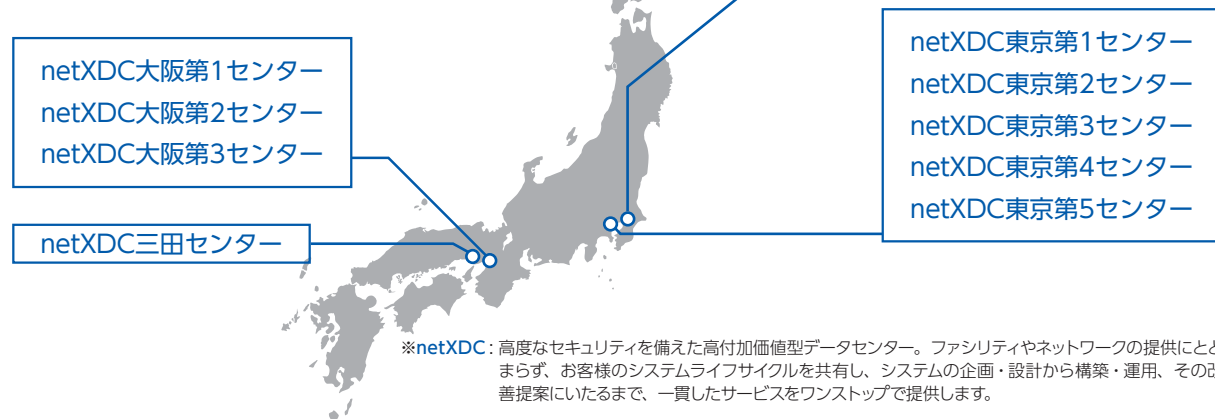 netXDC大阪第1センター
netXDC大阪第2センター
netXDC大阪第3センター
netXDC三田センター
netXDC東京第1センター
netXDC東京第2センター
netXDC東京第3センター
netXDC東京第4センター
netXDC東京第5センター
※netXDC：高度なセキュリティを備えた高付加価値型データセンター。ファシリティやネットワークの提供にとど
まらず、お客様のシステムライフサイクルを共有し、システムの企画・設計から構築・運用、その改
善提案にいたるまで、一貫したサービスをワンストップで提供します。